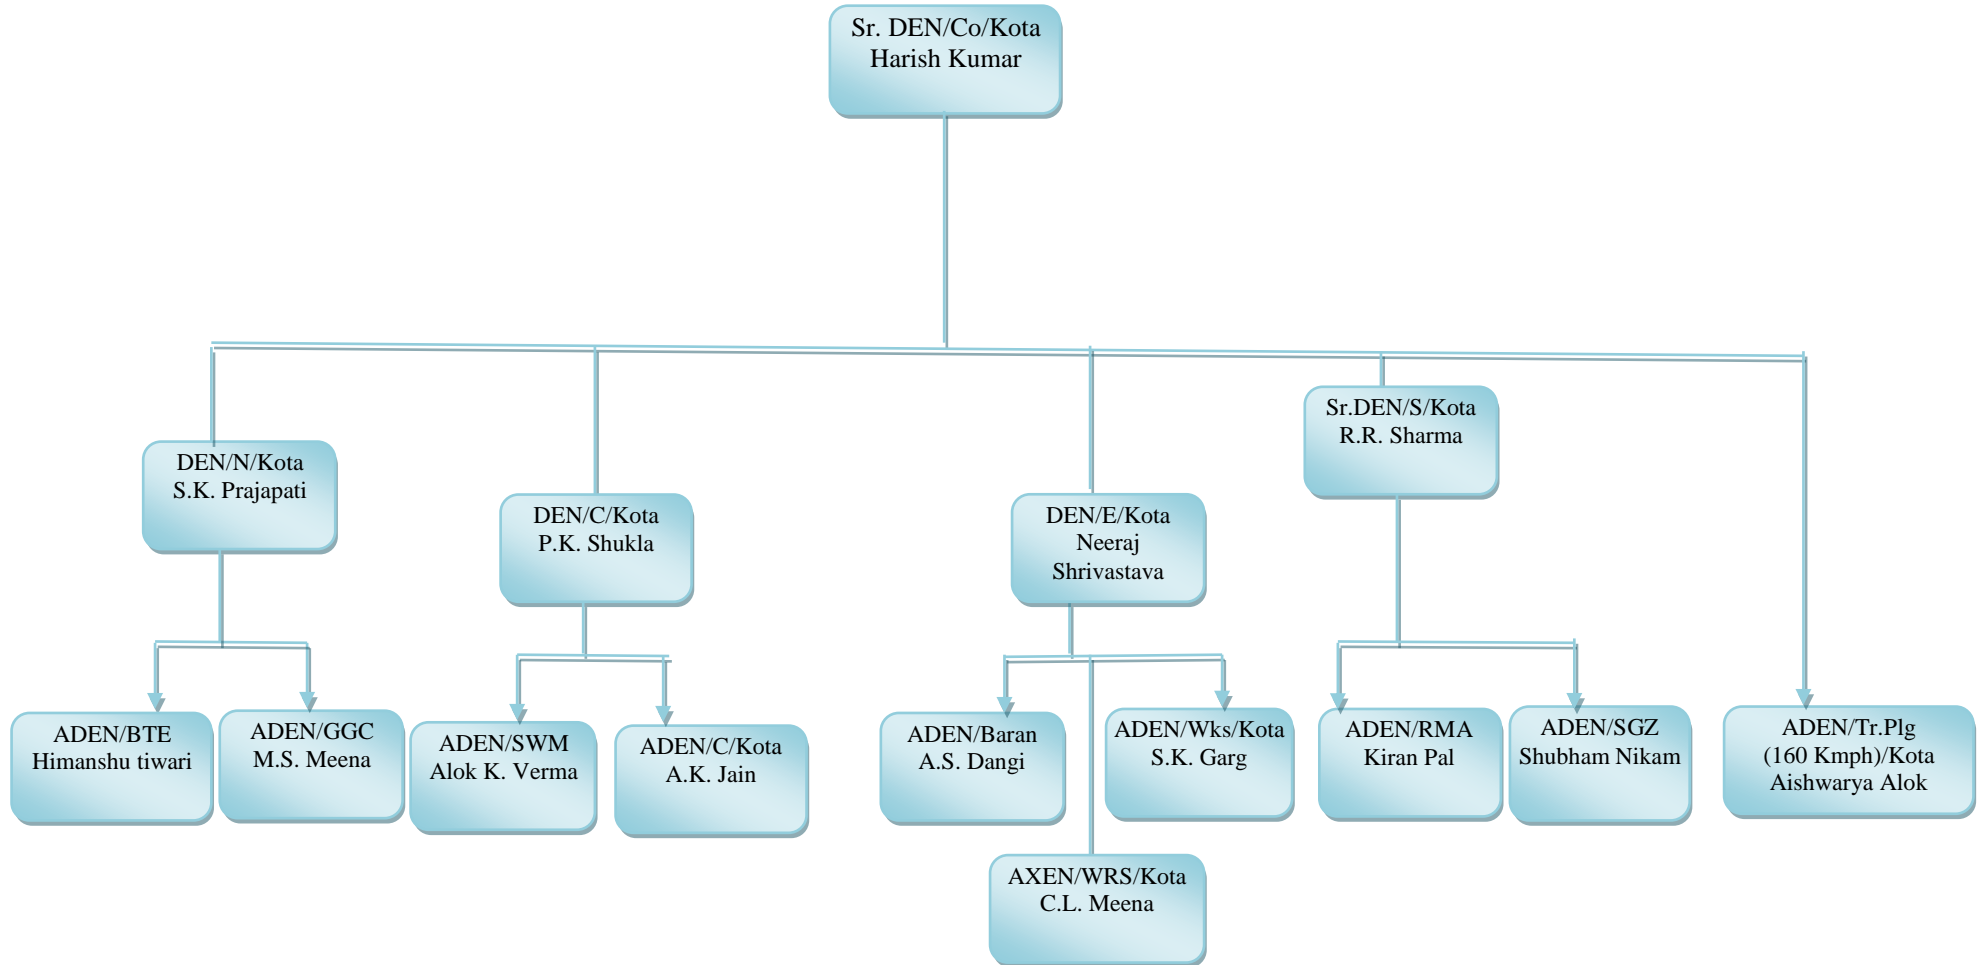 Sr. DEN/Co/Kota
Harish Kumar
Sr.DEN/S/Kota
R.R. Sharma
DEN/N/Kota
S.K. Prajapati
DEN/C/Kota
P.K. Shukla
DEN/E/Kota
Neeraj
Shrivastava
ADEN/BTE
Himanshu tiwari
ADEN/GGC
M.S. Meena
ADEN/SWM
Alok K. Verma
ADEN/C/Kota
A.K. Jain
ADEN/Baran
A.S. Dangi
ADEN/Wks/Kota
S.K. Garg
ADEN/RMA
Kiran Pal
ADEN/SGZ
Shubham Nikam
ADEN/Tr.Plg
(160 Kmph)/Kota
Aishwarya Alok
AXEN/WRS/Kota
C.L. Meena